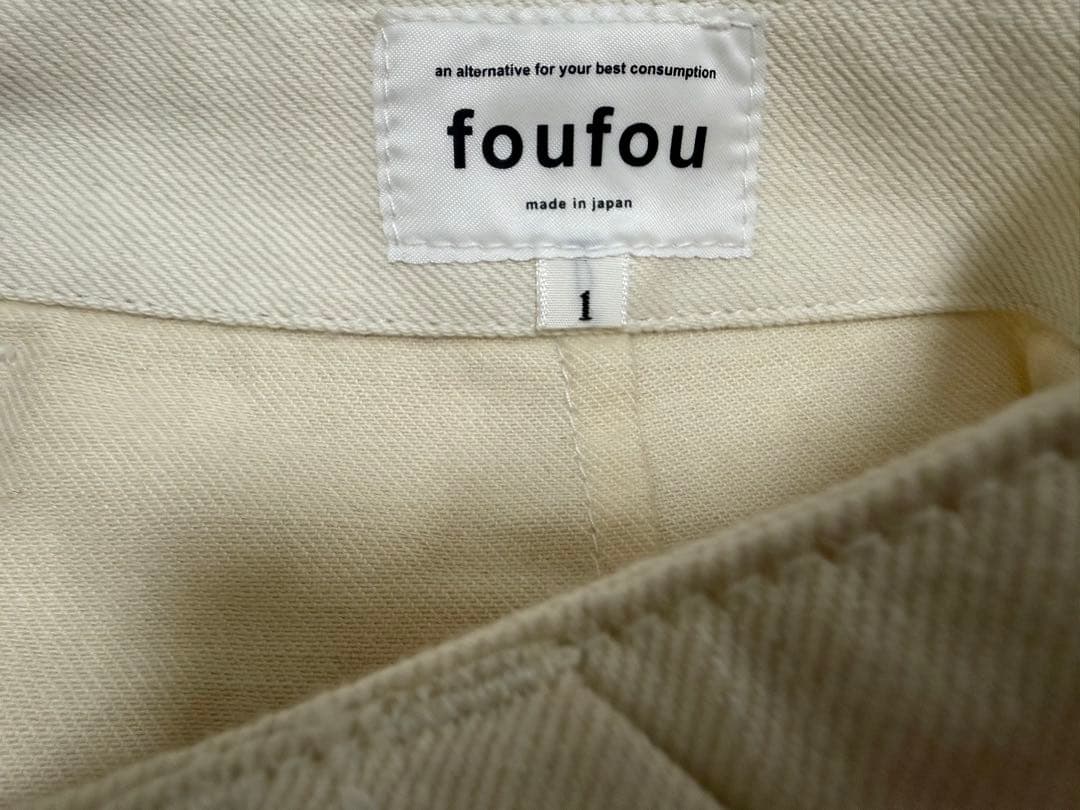 an alternative for your best consumption
foufou
made in japan
1